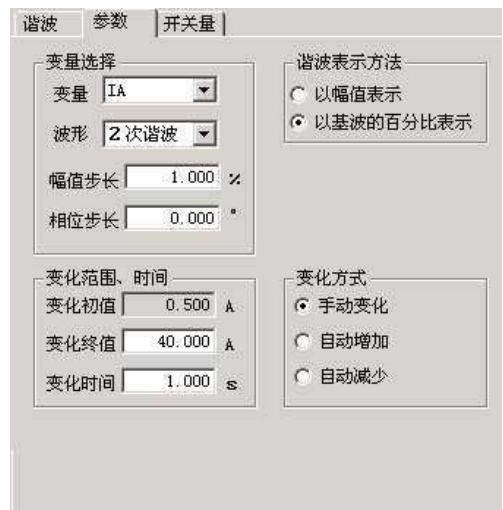 谐波 参数 开关量
变量选择
变量 IA
波形 2次谐波
幅值步长 1.000 %
相位步长 0.000 °
谐波表示方法
以幅值表示
以基波的百分比表示
变化范围、时间
变化初值 0.500 A
变化终值 40.000 A
变化时间 1.000 s
变化方式
手动变化
自动增加
自动减少